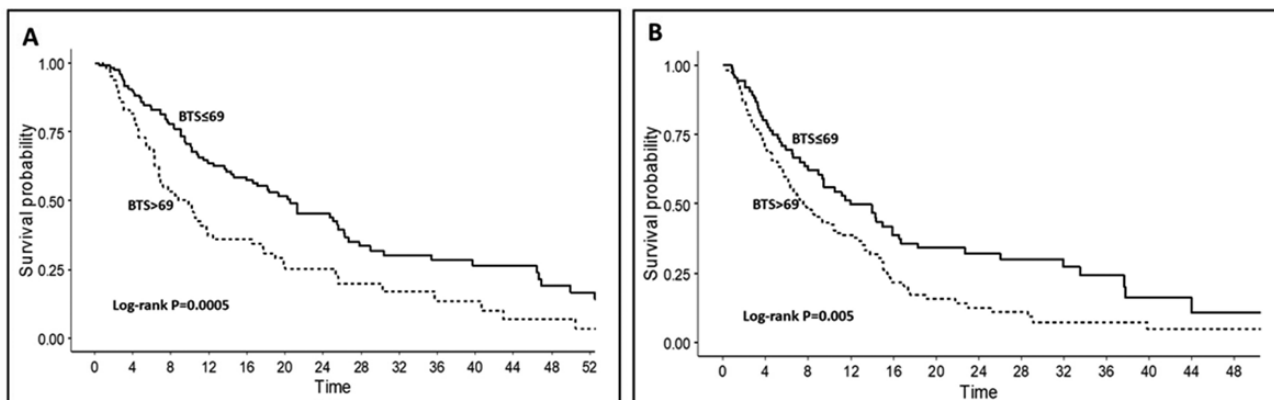 A
Survival probability
1.00
0.75
0.50
0.25
0.00
BTS≤69
BTS>69
Log-rank P=0.0005
0 4 8 12 16 20 24 28 32 36 40 44 48 52
Time
B
Survival probability
1.00
0.75
0.50
0.25
0.00
BTS≤69
BTS>69
Log-rank P=0.005
0 4 8 12 16 20 24 28 32 36 40 44 48
Time